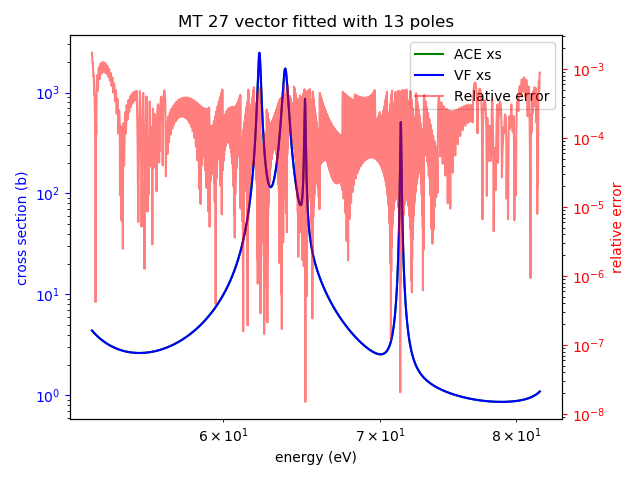 MT 27 vector fitted with 13 poles
ACE xs
VF xs
Relative error
cross section (b)
10³
10²
10¹
10⁰
relative error
10⁻³
10⁻⁴
10⁻⁵
10⁻⁶
10⁻⁷
10⁻⁸
6 × 10¹ 7 × 10¹ 8 × 10¹
energy (eV)